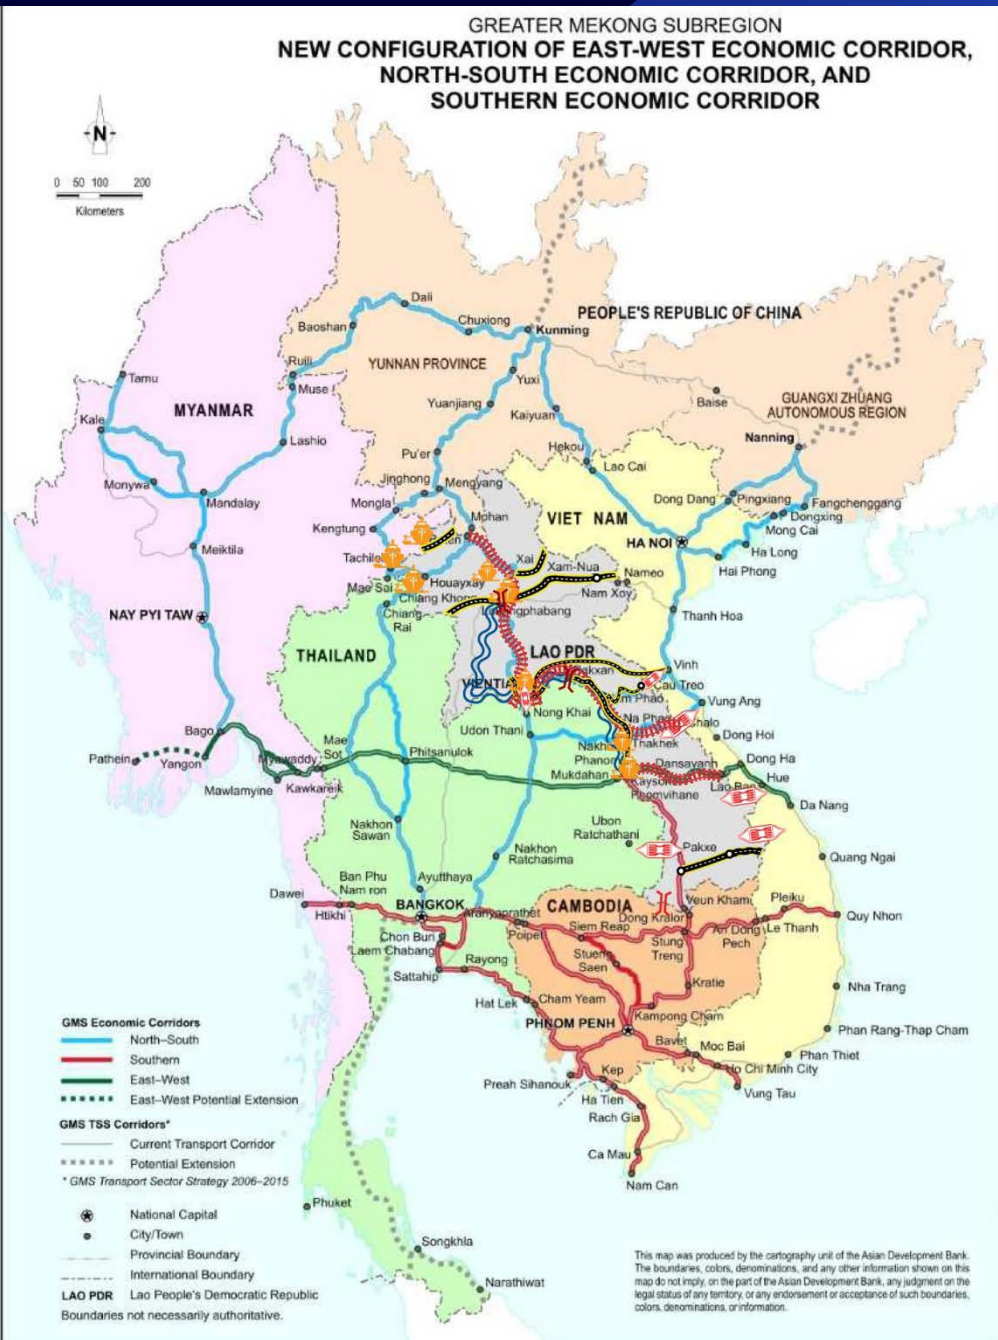 GREATER MEKONG SUBREGION
NEW CONFIGURATION OF EAST-WEST ECONOMIC CORRIDOR,
NORTH-SOUTH ECONOMIC CORRIDOR, AND
SOUTHERN ECONOMIC CORRIDOR
N
0 50 100 200
Kilometers
Dali
Baoshan
Chuxiong
Kunming
PEOPLE'S REPUBLIC OF CHINA
Ruili
YUNNAN PROVINCE
Tamu
Muse
Yuxi
Baise
GUANGXI ZHUANG
AUTONOMOUS REGION
MYANMAR
Yuanjiang
Kaiyuan
Kale
Lashio
Nanning
Pu'er
Hekou
Lao Cai
Monywa
Jinghong
Mengyang
Mandalay
Mongla
Dong Dang
Pingxiang
Fangchenggang
Dongxing
Mong Cai
Kengtung
Mohan
VIET NAM
Meiktila
HA NOI
Ha Long
Hai Phong
Xai
Xam-Nua
Nameo
Nam Xoy
Mae Sai
Houayxay
Chiang Khong
Chiang
Rai
NAY PYI TAW
Thanh Hoa
THAILAND
LAO PDR
Vinh
Cau Treo
Vung Ang
Nong Khai
Udon Thani
Dong Hoi
Bago
Mae
Sot
Phitsanulok
Thakhek
Phanom
Mukdahan
Dansavanh
Dong Ha
Hue
Pathein
Yangon
Myawaddy
Mawlamyine
Kawkareik
Phomvihane
Da Nang
Nakhon
Sawan
Ubon
Ratchathani
Pakxe
Nakhon
Ratchasima
Quang Ngai
Ban Phu
Nam ron
Ayutthaya
Dawei
Htikhi
BANGKOK
Aranyaprathet
Poipet
CAMBODIA
Siem Reap
Dong Kralor
Veun Kham
Pleiku
Le Thanh
Quy Nhon
Chon Buri
Laem Chabang
Stung
Treng
Pech
Stueng
Saen
Rayong
Sattahip
Kratie
Nha Trang
Hat Lek
Cham Yeam
Kampong Cham
PHNOM PENH
Phan Rang-Thap Cham
Bavet
Moc Bai
Phan Thiet
Ho Chi Minh City
Vung Tau
Preah Sihanouk
Kep
Ha Tien
Rach Gia
Ca Mau
Nam Can
Phuket
Songkhla
Narathiwat
GMS Economic Corridors
North–South
Southern
East–West
East–West Potential Extension
GMS TSS Corridors*
Current Transport Corridor
Potential Extension
* GMS Transport Sector Strategy 2006–2015
National Capital
City/Town
Provincial Boundary
International Boundary
LAO PDR Lao People's Democratic Republic
Boundaries not necessarily authoritative.
This map was produced by the cartography unit of the Asian Development Bank.
The boundaries, colors, denominations, and any other information shown on this
map do not imply, on the part of the Asian Development Bank, any judgment on the
legal status of any territory, or any endorsement or acceptance of such boundaries,
colors, denominations, or information.